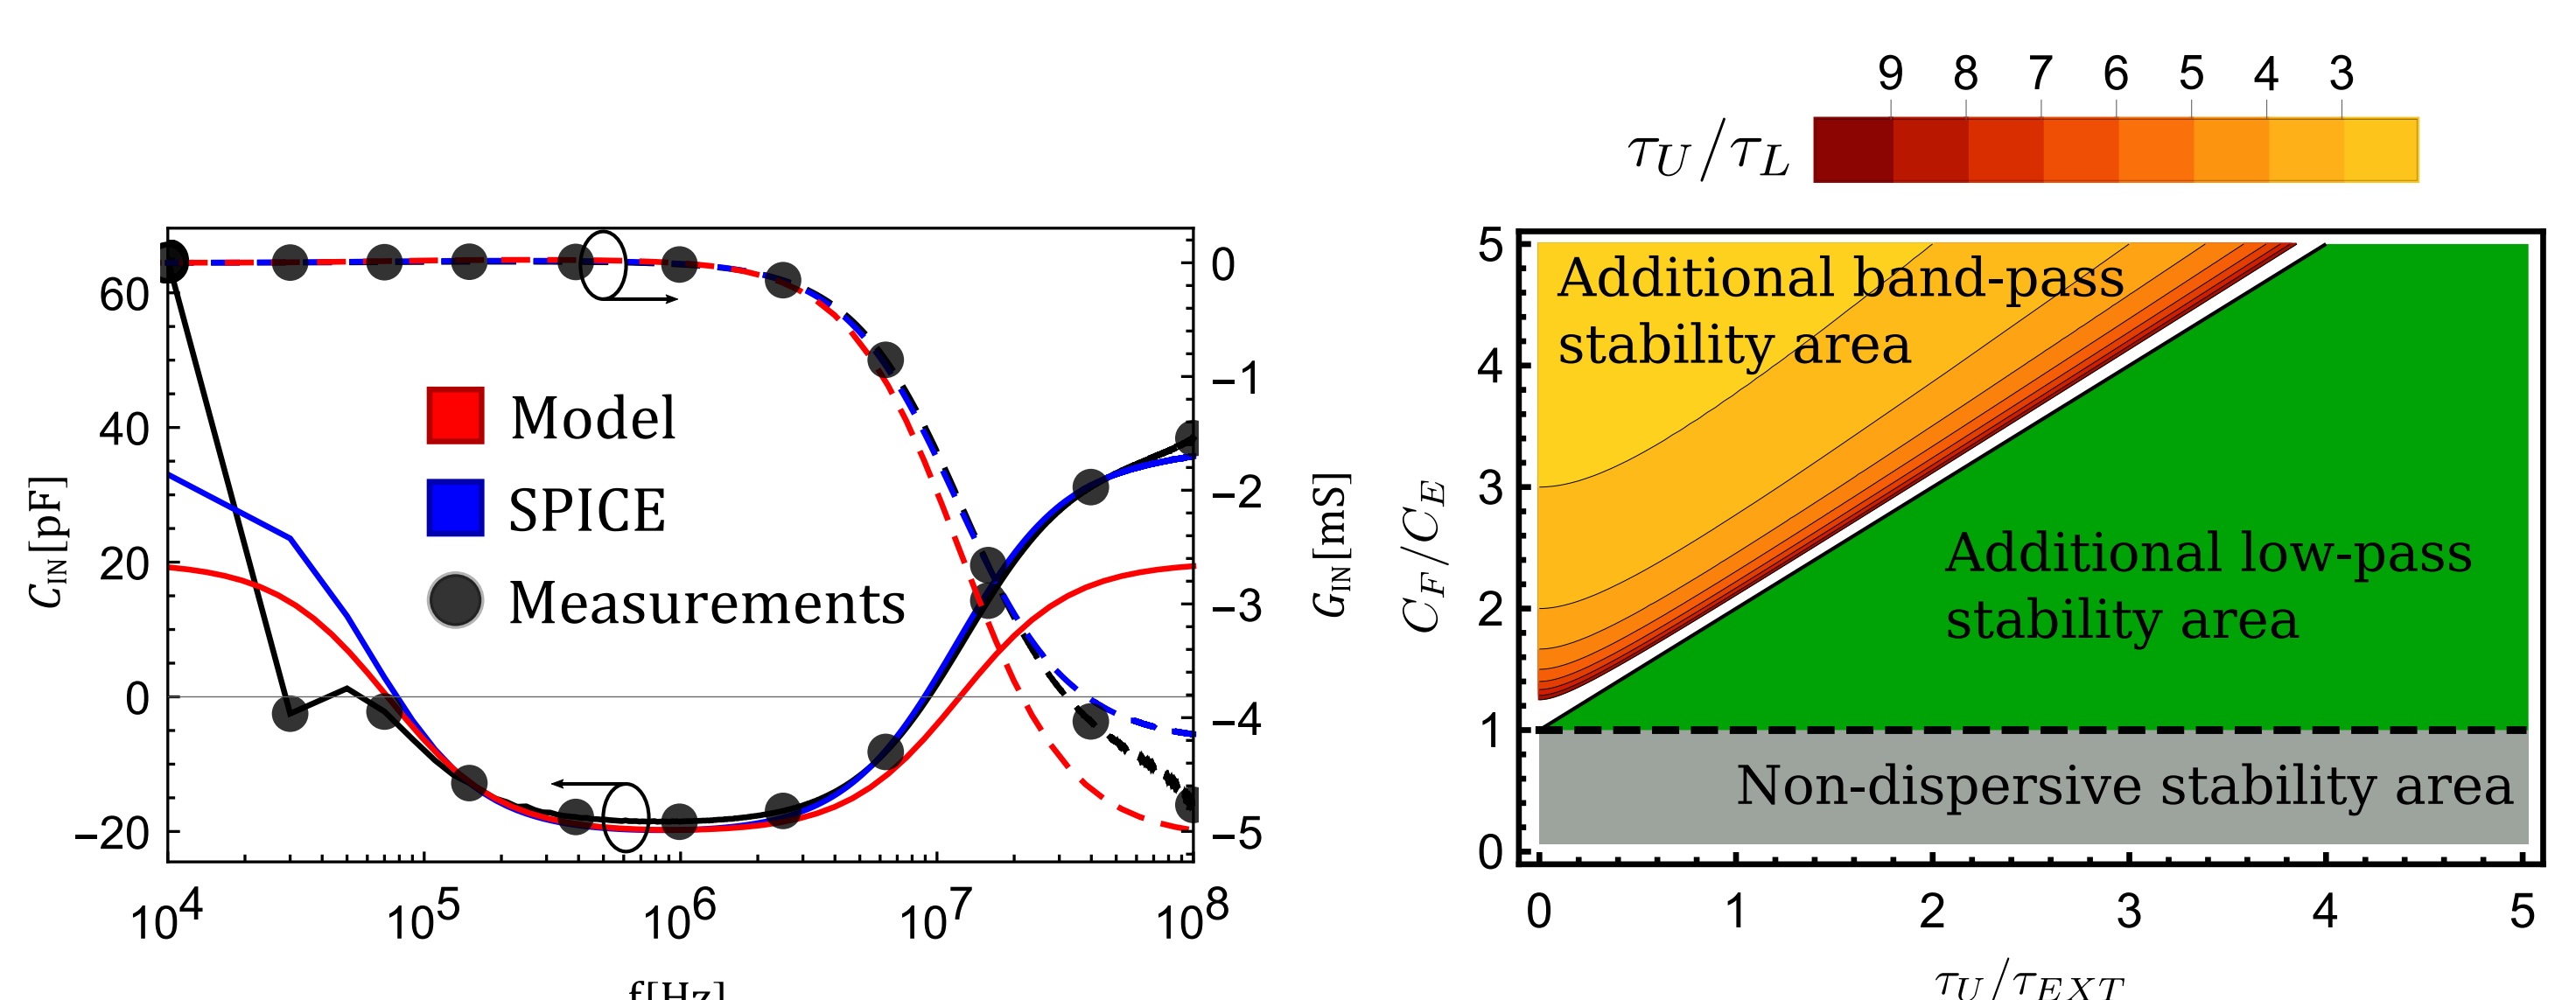 60
40
20
0
−20
C_IN[pF]
0
−1
−2
−3
−4
−5
G_IN[mS]
Model
SPICE
Measurements
10^4 10^5 10^6 10^7 10^8
f[Hz]
9 8 7 6 5 4 3
τ_U/τ_L
5
4
3
2
1
0
C_F/C_E
Additional band-pass
stability area
Additional low-pass
stability area
Non-dispersive stability area
0 1 2 3 4 5
τ_U/τ_EXT